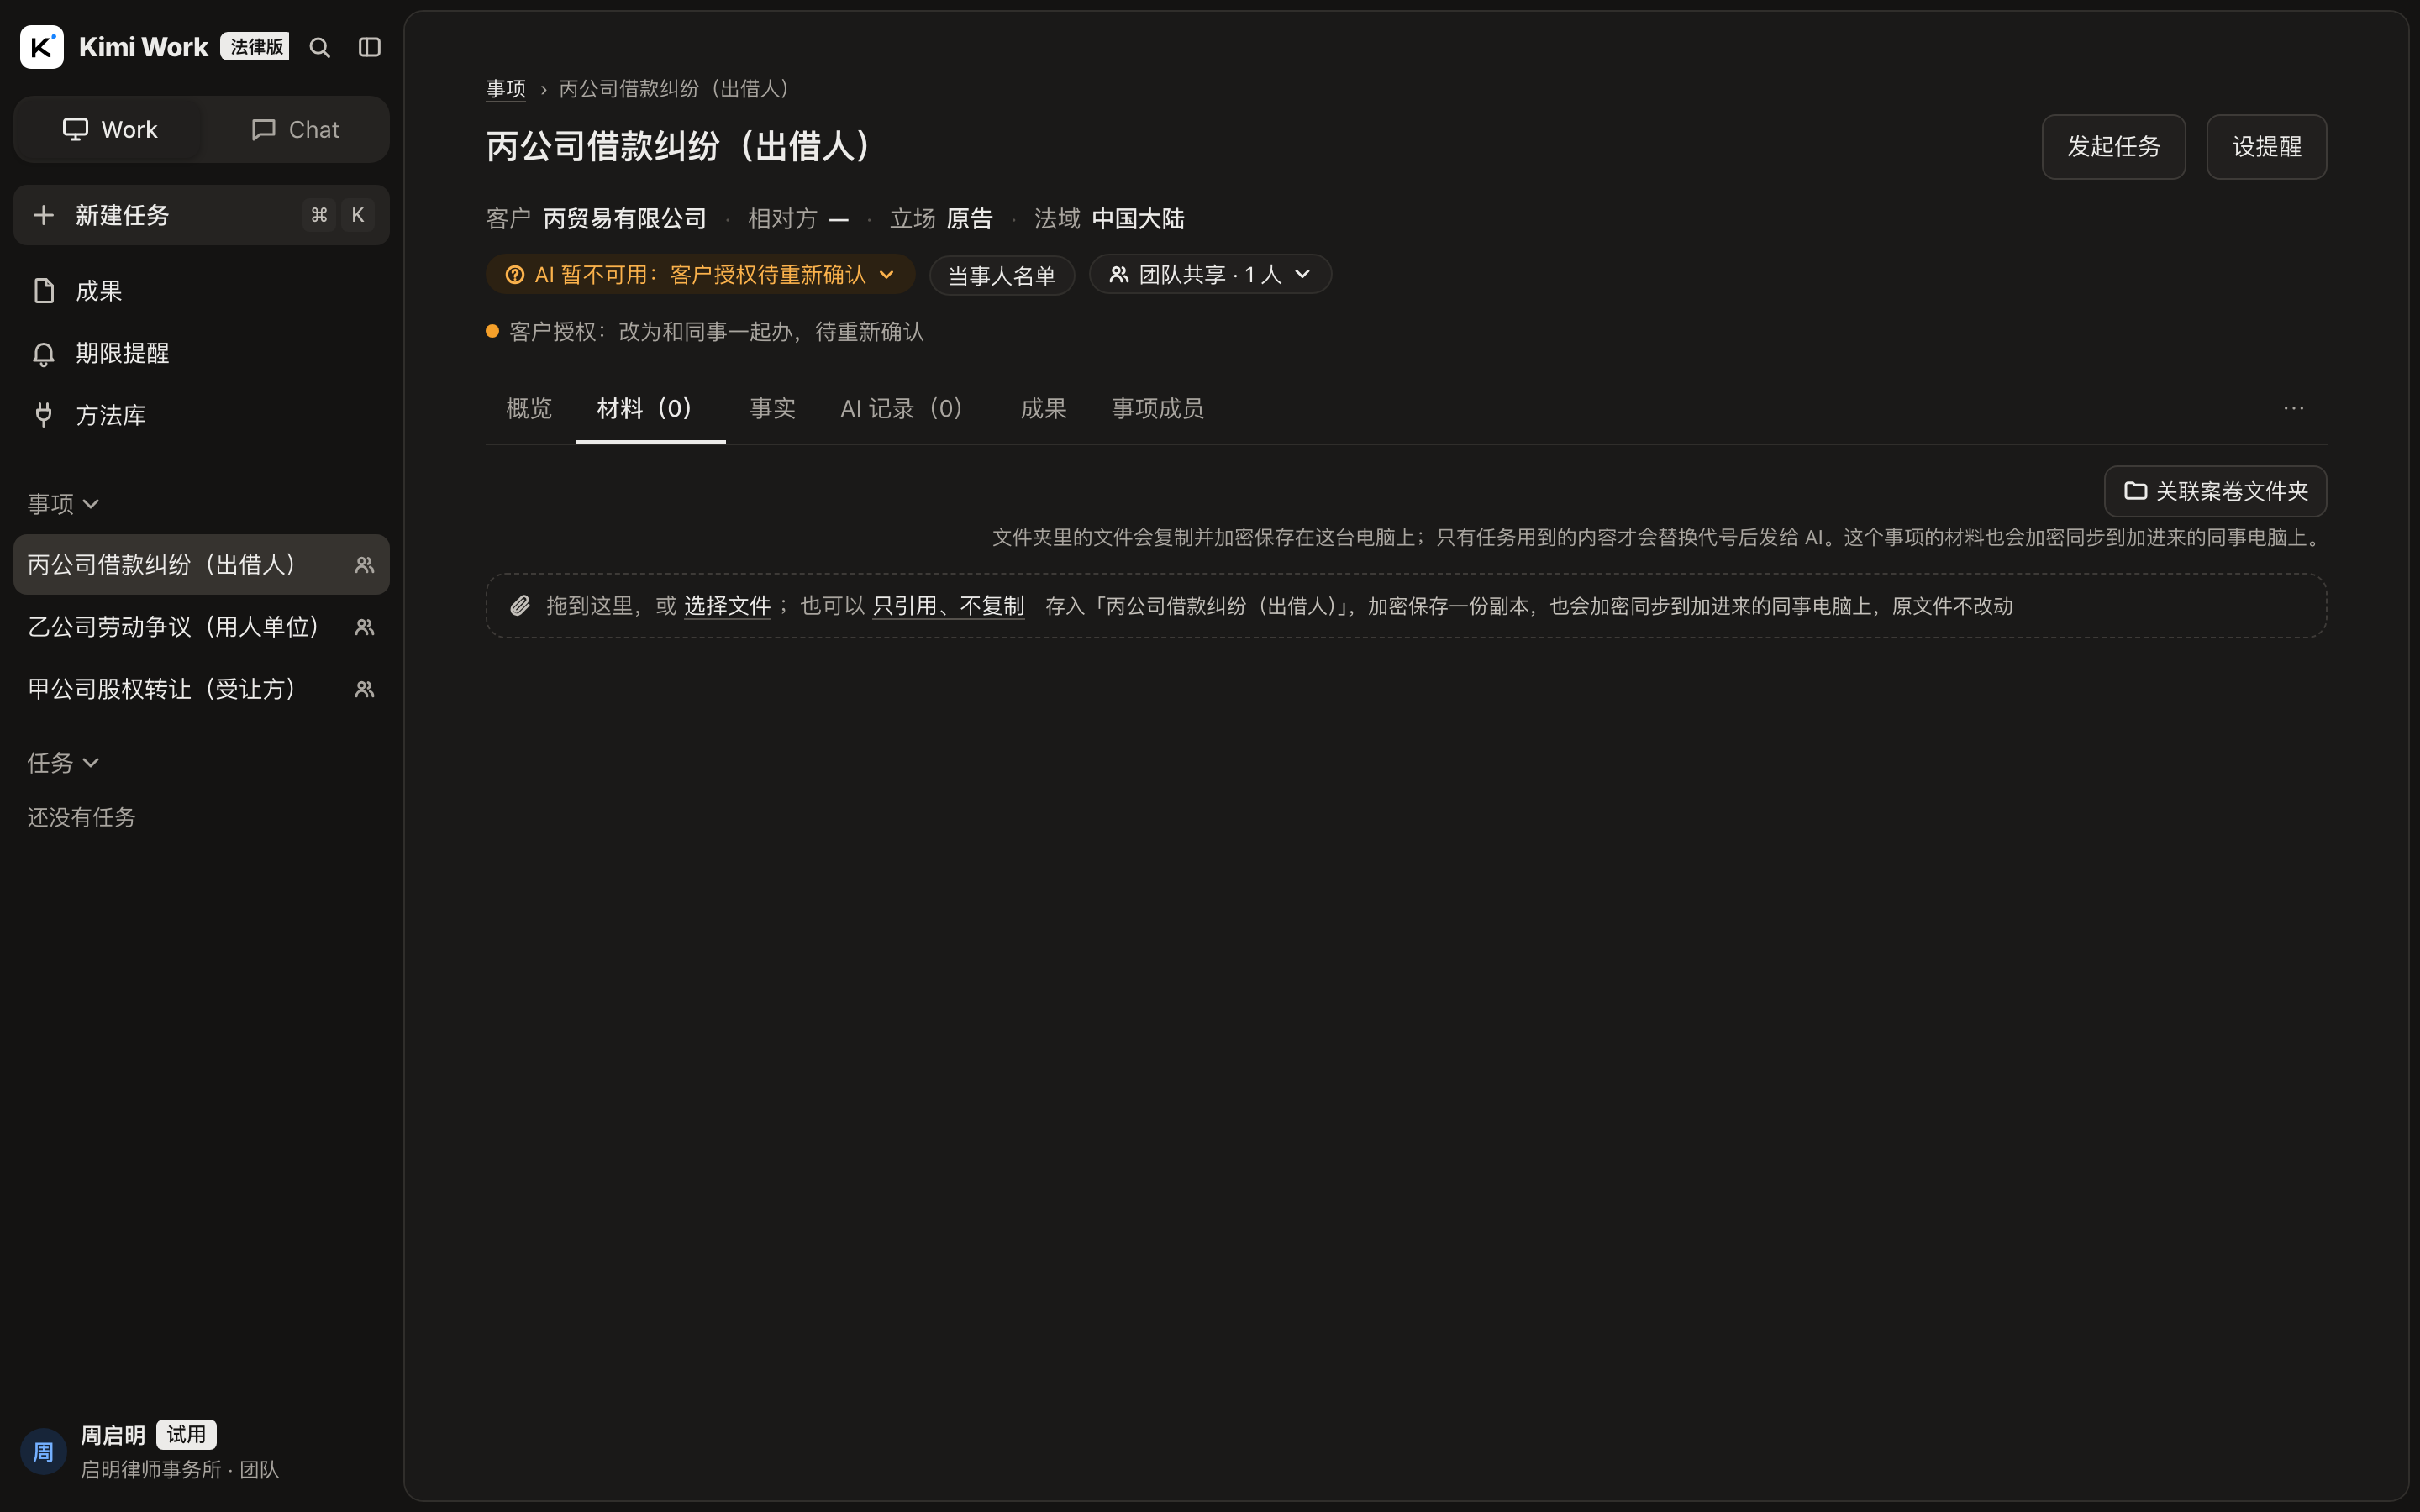 Kimi Work 法律版
Work Chat
新建任务 ⌘ K
成果
期限提醒
方法库
事项
丙公司借款纠纷（出借人）
乙公司劳动争议（用人单位）
甲公司股权转让（受让方）
任务
还没有任务
周 周启明 试用
启明律师事务所 · 团队
事项 › 丙公司借款纠纷（出借人）
丙公司借款纠纷（出借人）
发起任务 设提醒
客户 丙贸易有限公司 · 相对方 — · 立场 原告 · 法域 中国大陆
AI 暂不可用：客户授权待重新确认 当事人名单 团队共享 · 1 人
客户授权：改为和同事一起办，待重新确认
概览 材料（0） 事实 AI 记录（0） 成果 事项成员 ···
关联案卷文件夹
文件夹里的文件会复制并加密保存在这台电脑上；只有任务用到的内容才会替换代号后发给 AI。这个事项的材料也会加密同步到加进来的同事电脑上。
拖到这里，或 选择文件 ；也可以 只引用、不复制 存入「丙公司借款纠纷（出借人）」，加密保存一份副本，也会加密同步到加进来的同事电脑上，原文件不改动